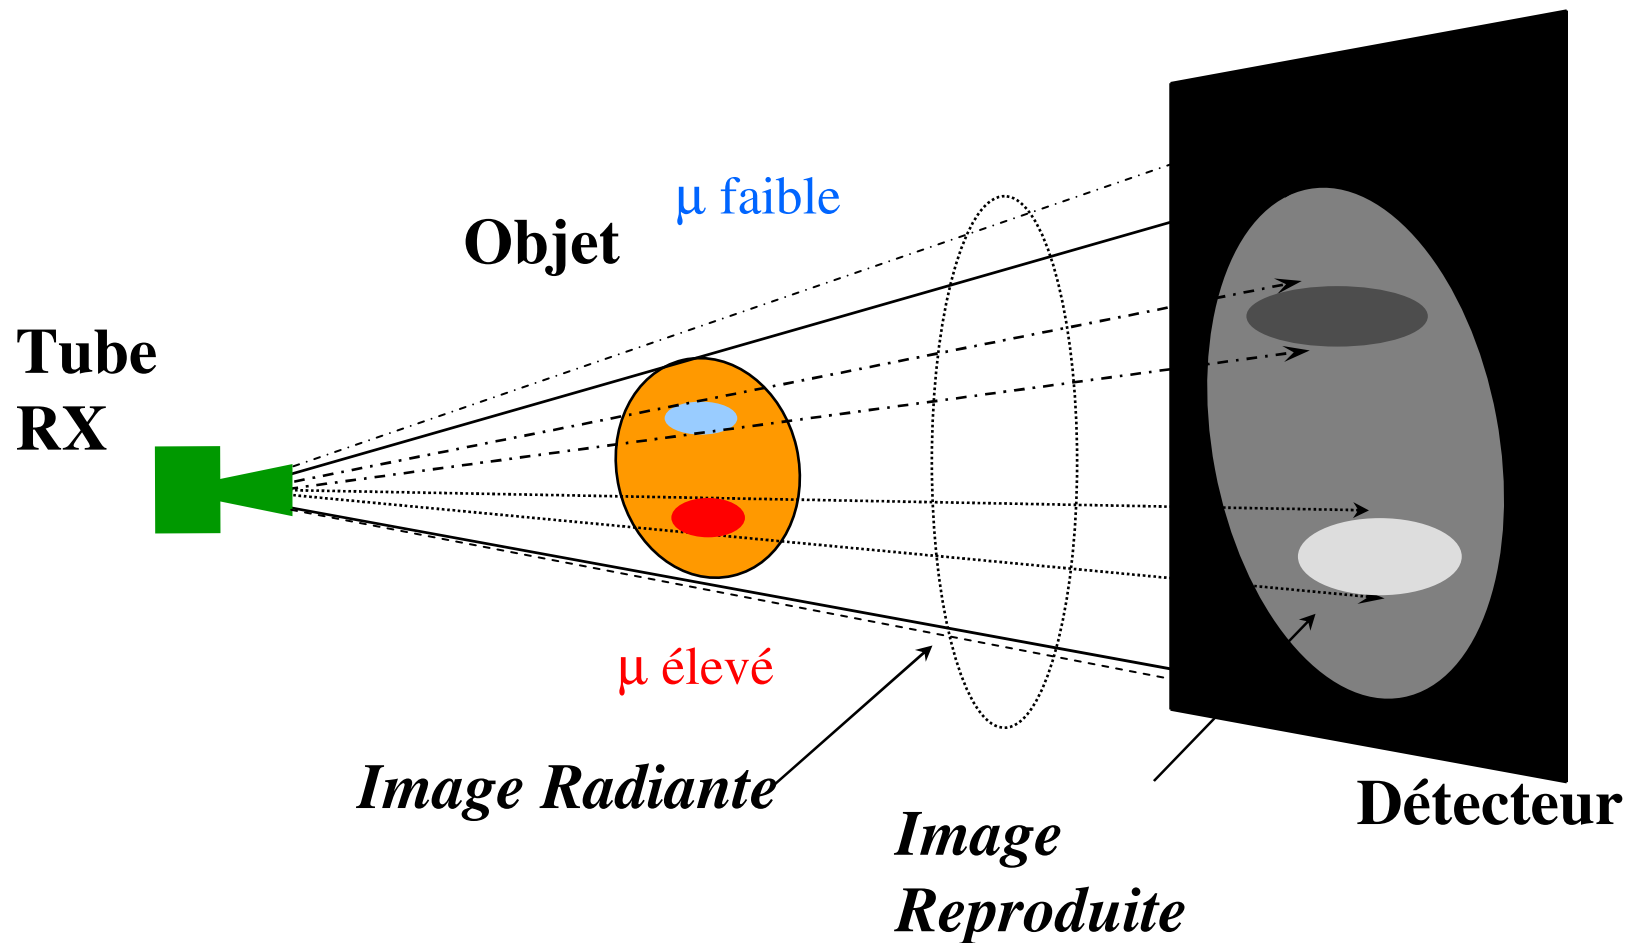 μ faible
Objet
Tube
RX
μ élevé
Image Radiante
Image
Reproduite
Détecteur